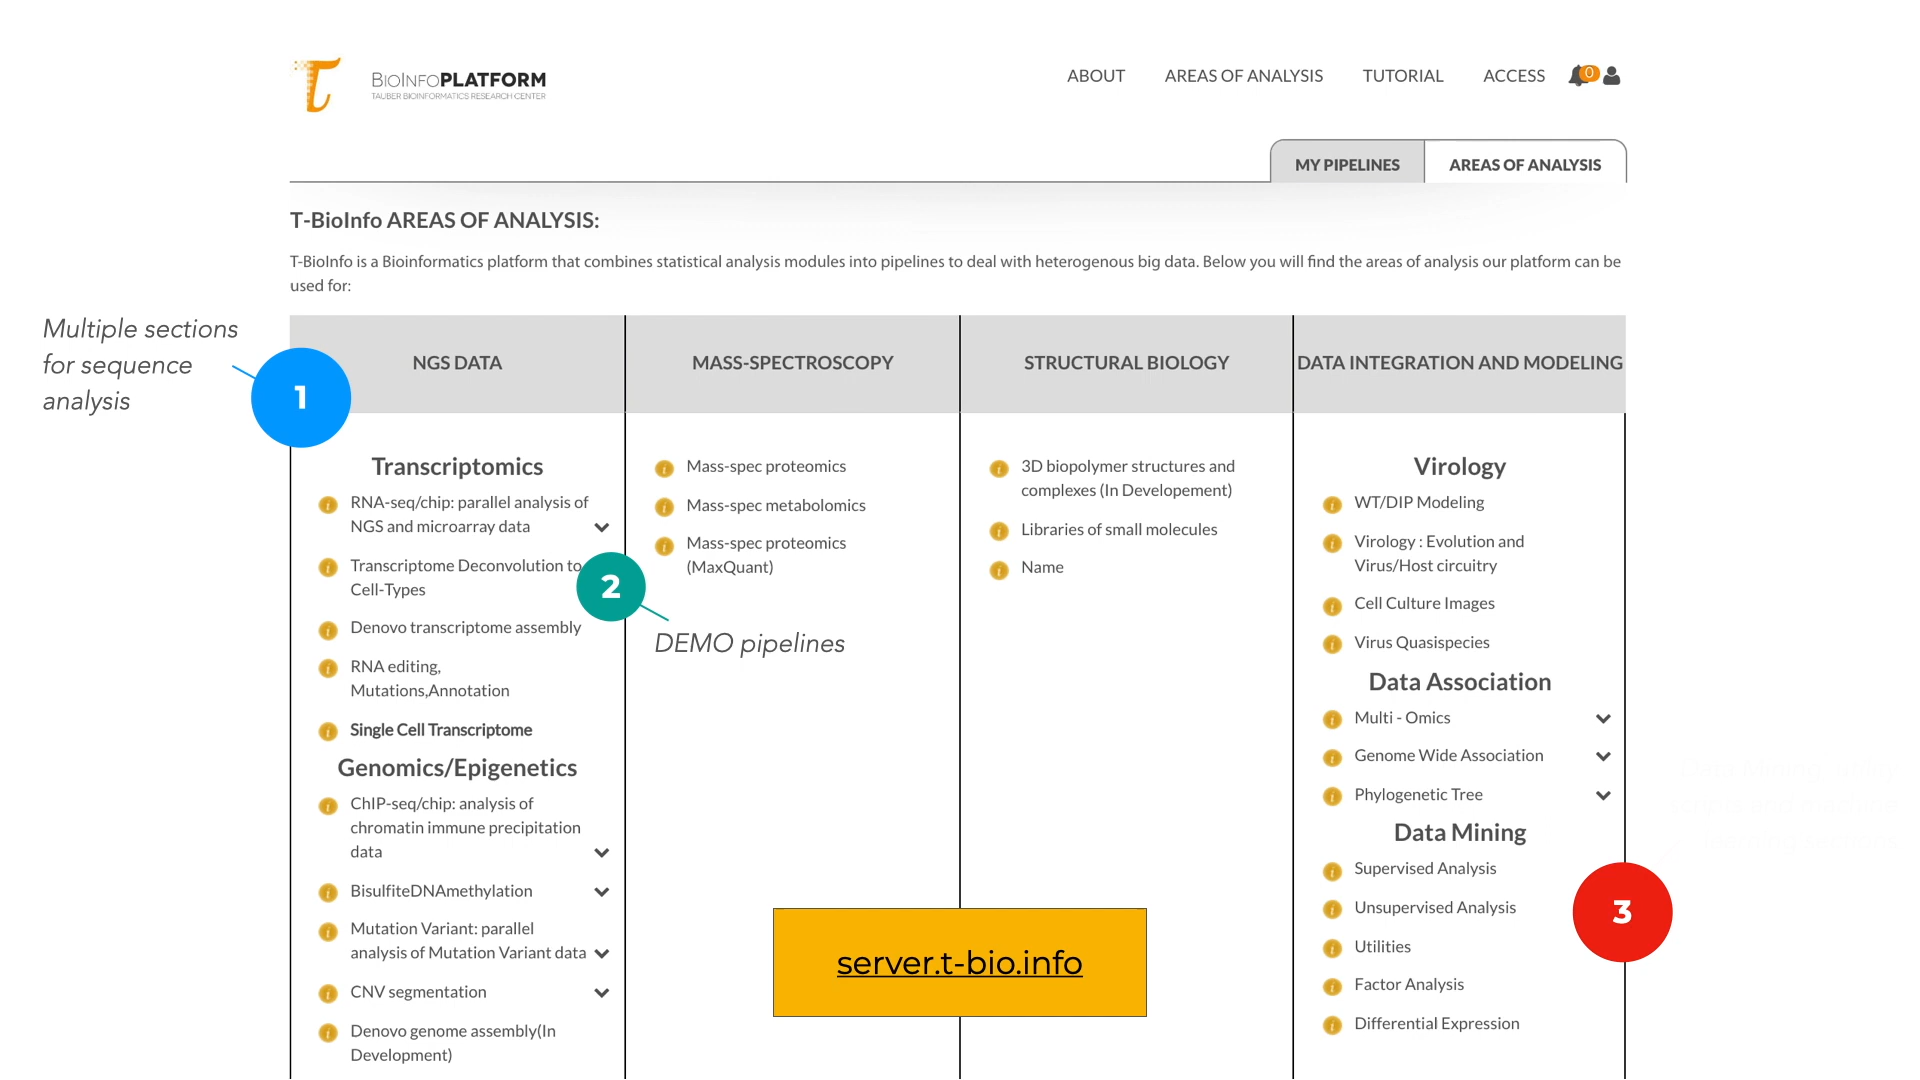 BIOINFOPLATFORM
TAUBER BIOINFORMATICS RESEARCH CENTER
ABOUT
AREAS OF ANALYSIS
TUTORIAL
ACCESS
0
MY PIPELINES
AREAS OF ANALYSIS
T-BioInfo AREAS OF ANALYSIS:
T-BioInfo is a Bioinformatics platform that combines statistical analysis modules into pipelines to deal with heterogenous big data. Below you will find the areas of analysis our platform can be
used for:
Multiple sections
for sequence
analysis
1
NGS DATA
Transcriptomics
RNA-seq/chip: parallel analysis of
NGS and microarray data
Transcriptome Deconvolution to
Cell-Types
Denovo transcriptome assembly
RNA editing,
Mutations,Annotation
Single Cell Transcriptome
Genomics/Epigenetics
ChIP-seq/chip: analysis of
chromatin immune precipitation
data
BisulfiteDNAmethylation
Mutation Variant: parallel
analysis of Mutation Variant data
CNV segmentation
Denovo genome assembly(In
Development)
2
DEMO pipelines
MASS-SPECTROSCOPY
Mass-spec proteomics
Mass-spec metabolomics
Mass-spec proteomics
(MaxQuant)
STRUCTURAL BIOLOGY
3D biopolymer structures and
complexes (In Developement)
Libraries of small molecules
Name
server.t-bio.info
DATA INTEGRATION AND MODELING
Virology
WT/DIP Modeling
Virology : Evolution and
Virus/Host circuitry
Cell Culture Images
Virus Quasispecies
Data Association
Multi - Omics
Genome Wide Association
Phylogenetic Tree
Data Mining
Supervised Analysis
Unsupervised Analysis
Utilities
Factor Analysis
Differential Expression
3